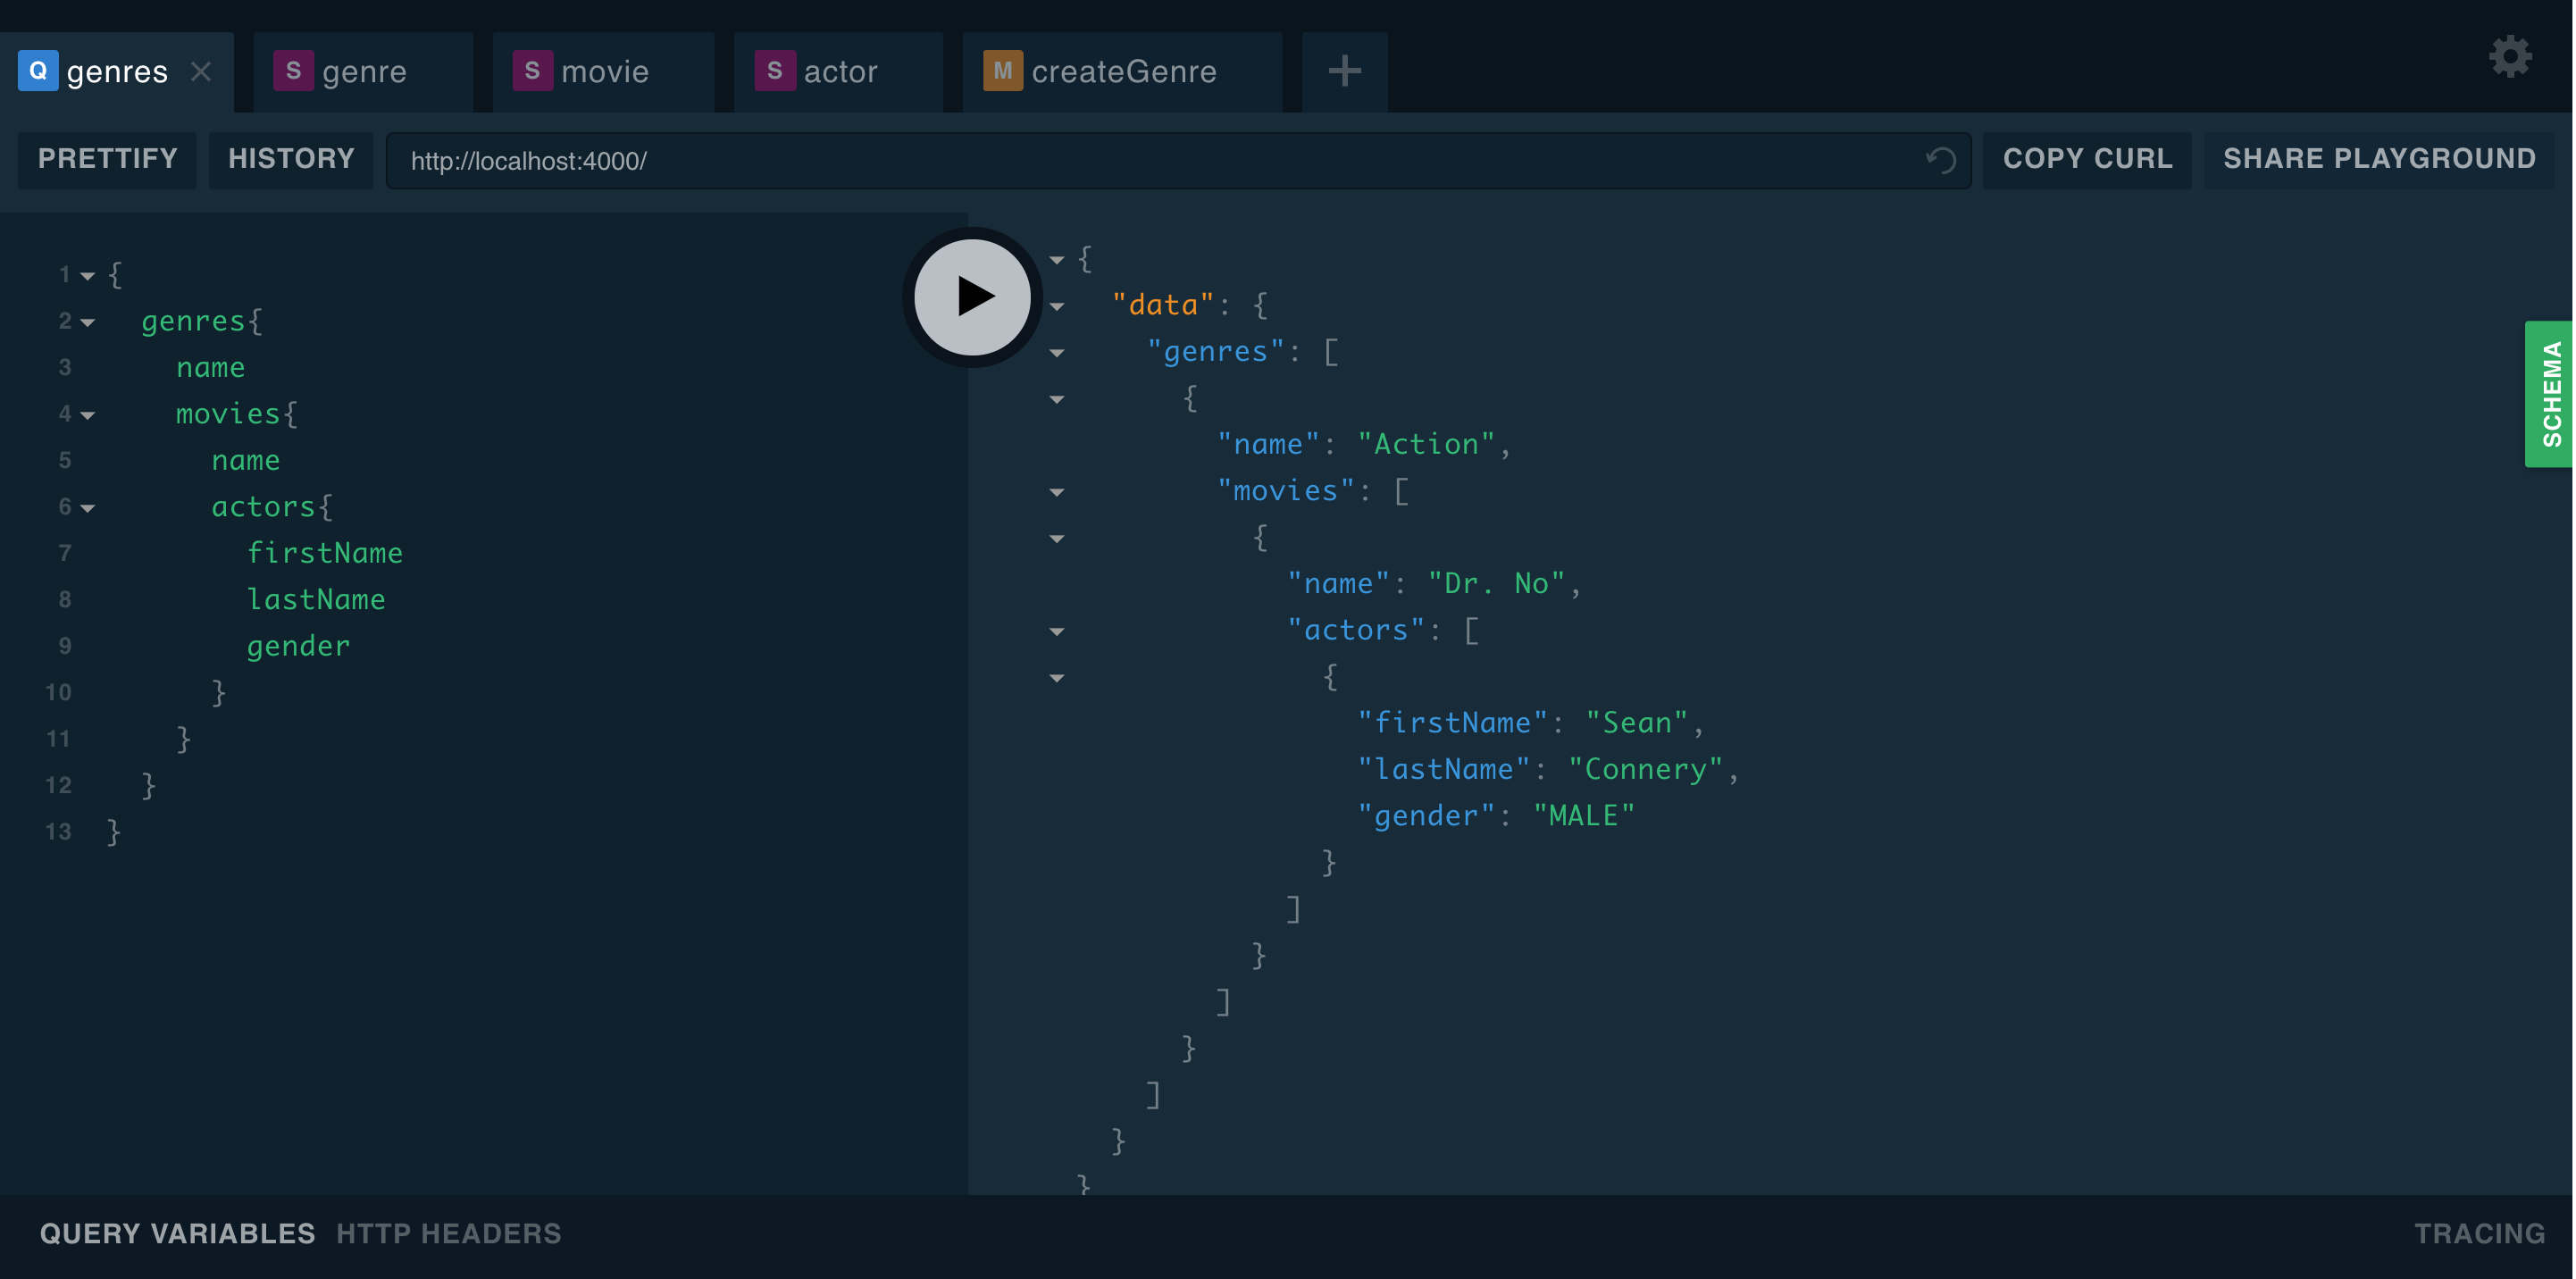 Q genres × S genre S movie S actor M createGenre +
PRETTIFY HISTORY http://localhost:4000/ COPY CURL SHARE PLAYGROUND
1 {
2 genres{
3 name
4 movies{
5 name
6 actors{
7 firstName
8 lastName
9 gender
10 }
11 }
12 }
13 }
{
"data": {
"genres": [
{
"name": "Action",
"movies": [
{
"name": "Dr. No",
"actors": [
{
"firstName": "Sean",
"lastName": "Connery",
"gender": "MALE"
}
]
}
]
}
]
}
}
SCHEMA
QUERY VARIABLES HTTP HEADERS TRACING